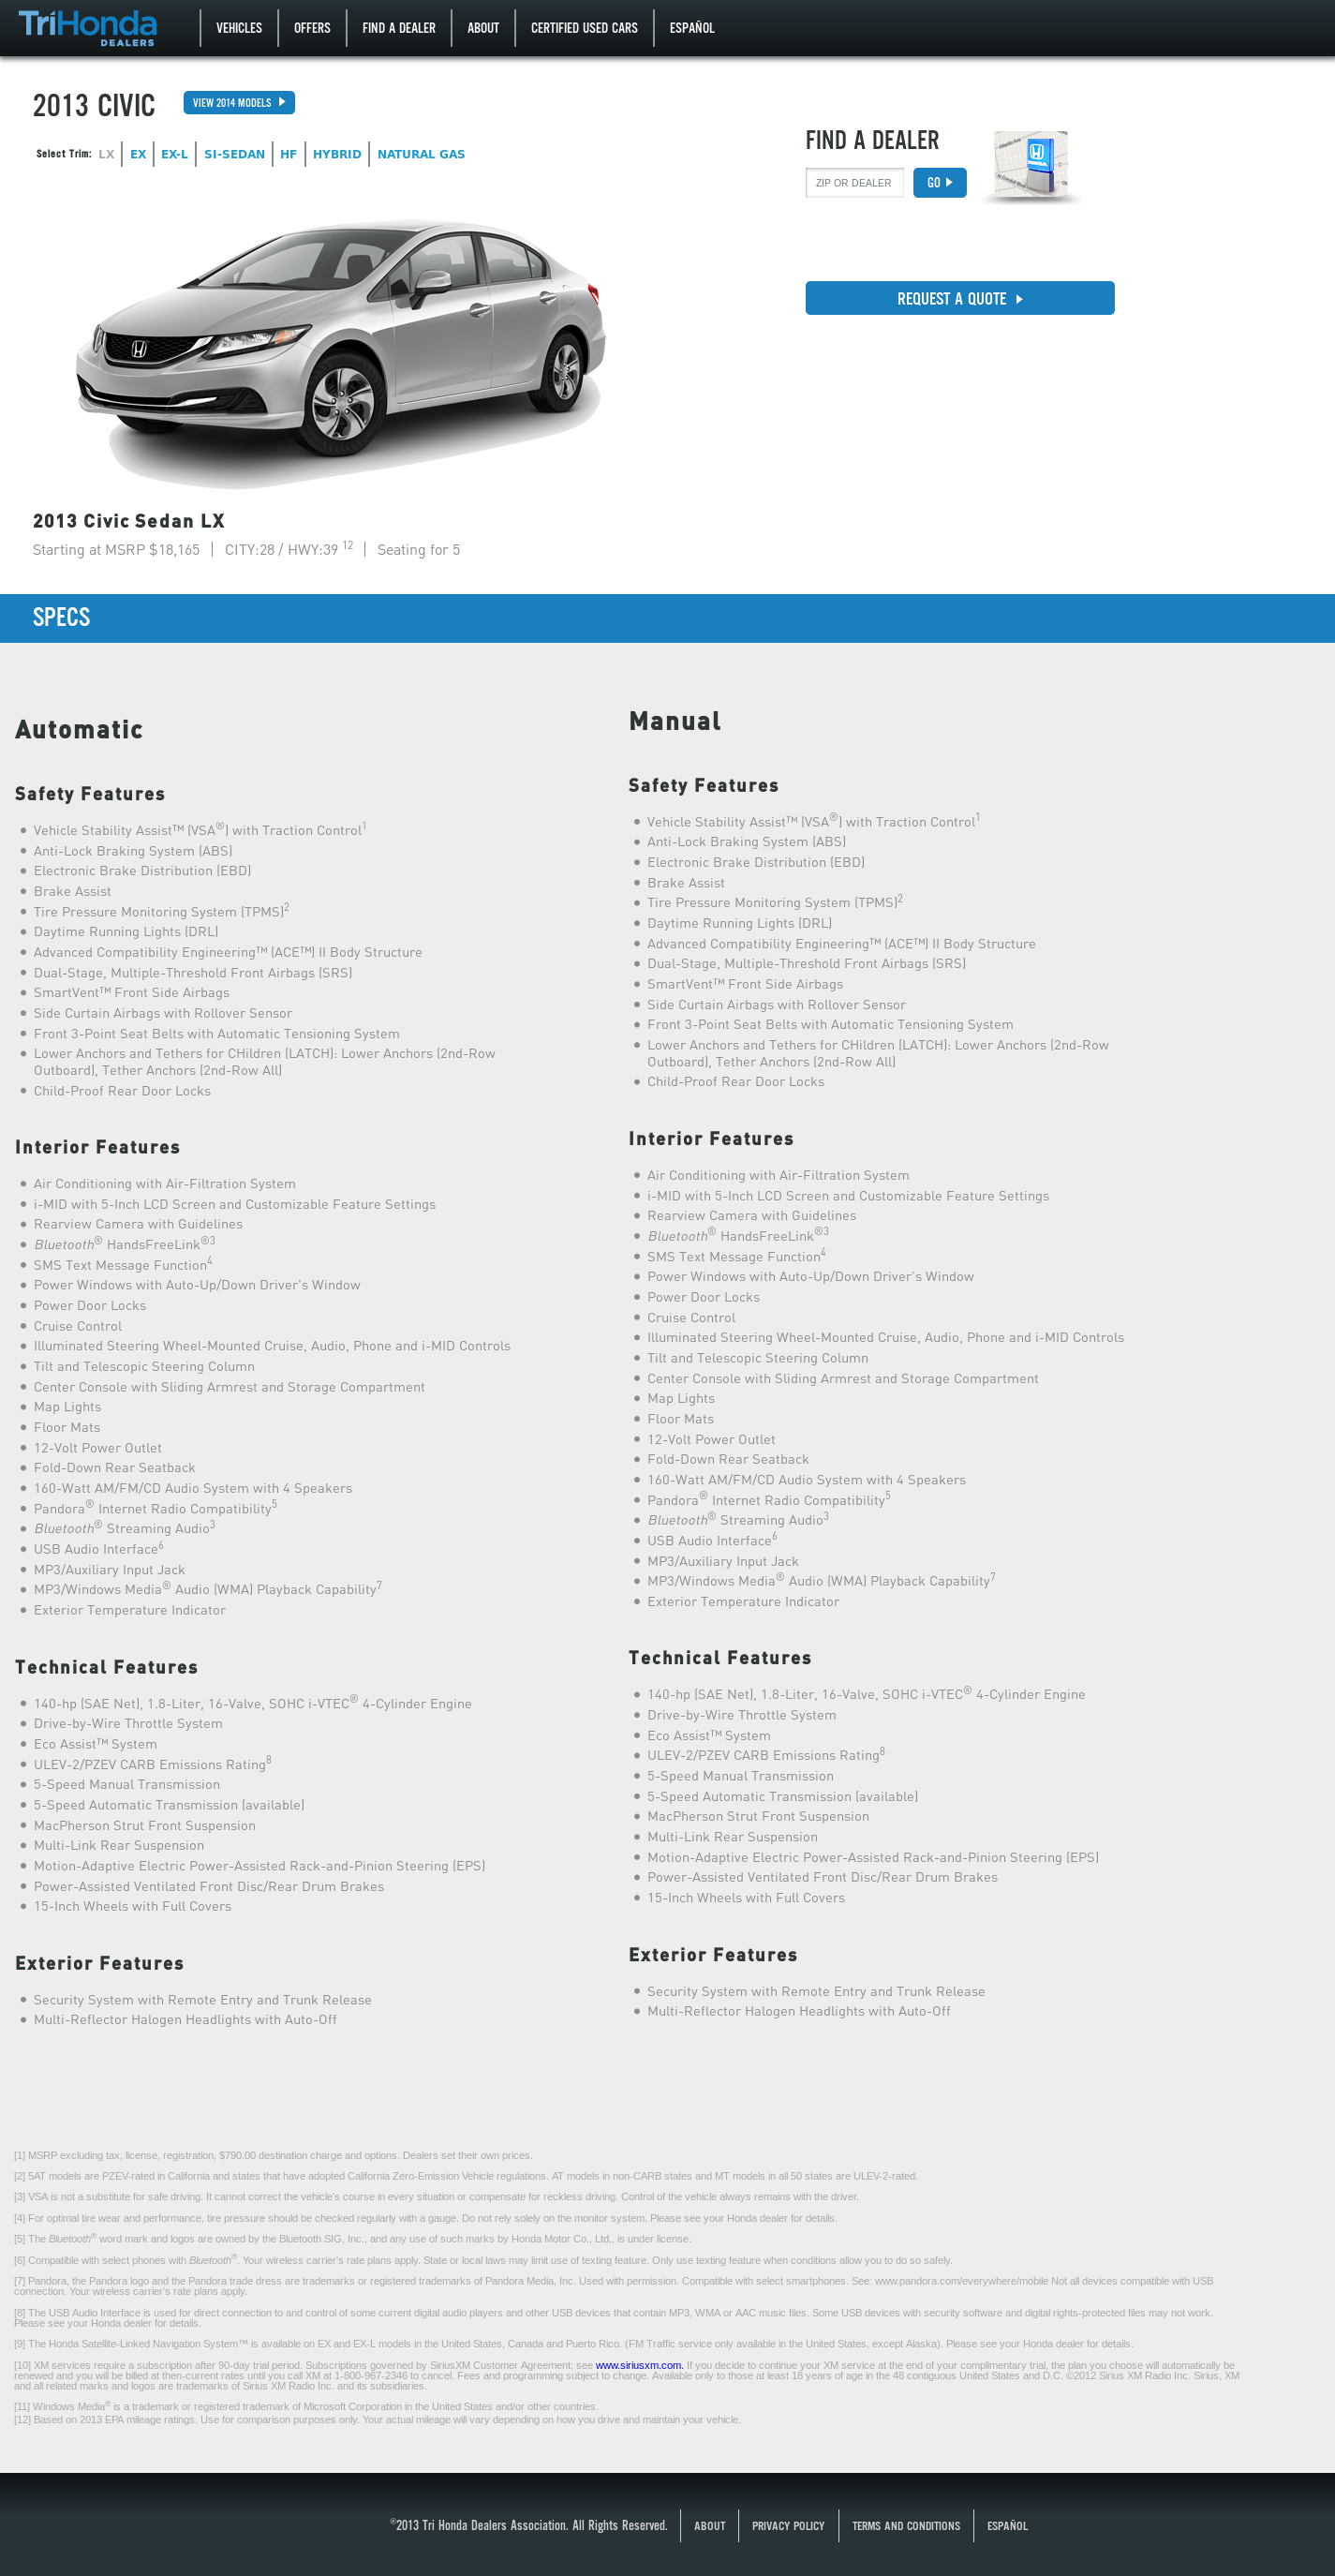 TriHonda
DEALERS
VEHICLES
OFFERS
FIND A DEALER
ABOUT
CERTIFIED USED CARS
ESPAÑOL
2013 CIVIC
VIEW 2014 MODELS
Select Trim: LX EX EX-L SI-SEDAN HF HYBRID NATURAL GAS
FIND A DEALER
ZIP OR DEALER
GO
REQUEST A QUOTE
2013 Civic Sedan LX
Starting at MSRP $18,165 | CITY:28 / HWY:39 12 | Seating for 5
SPECS
Automatic
Safety Features
Vehicle Stability Assist™ (VSA®) with Traction Control1
Anti-Lock Braking System (ABS)
Electronic Brake Distribution (EBD)
Brake Assist
Tire Pressure Monitoring System (TPMS)2
Daytime Running Lights (DRL)
Advanced Compatibility Engineering™ (ACE™) II Body Structure
Dual-Stage, Multiple-Threshold Front Airbags (SRS)
SmartVent™ Front Side Airbags
Side Curtain Airbags with Rollover Sensor
Front 3-Point Seat Belts with Automatic Tensioning System
Lower Anchors and Tethers for CHildren (LATCH): Lower Anchors (2nd-Row
Outboard), Tether Anchors (2nd-Row All)
Child-Proof Rear Door Locks
Interior Features
Air Conditioning with Air-Filtration System
i-MID with 5-Inch LCD Screen and Customizable Feature Settings
Rearview Camera with Guidelines
Bluetooth® HandsFreeLink®3
SMS Text Message Function4
Power Windows with Auto-Up/Down Driver's Window
Power Door Locks
Cruise Control
Illuminated Steering Wheel-Mounted Cruise, Audio, Phone and i-MID Controls
Tilt and Telescopic Steering Column
Center Console with Sliding Armrest and Storage Compartment
Map Lights
Floor Mats
12-Volt Power Outlet
Fold-Down Rear Seatback
160-Watt AM/FM/CD Audio System with 4 Speakers
Pandora® Internet Radio Compatibility5
Bluetooth® Streaming Audio3
USB Audio Interface6
MP3/Auxiliary Input Jack
MP3/Windows Media® Audio (WMA) Playback Capability7
Exterior Temperature Indicator
Technical Features
140-hp (SAE Net), 1.8-Liter, 16-Valve, SOHC i-VTEC® 4-Cylinder Engine
Drive-by-Wire Throttle System
Eco Assist™ System
ULEV-2/PZEV CARB Emissions Rating8
5-Speed Manual Transmission
5-Speed Automatic Transmission (available)
MacPherson Strut Front Suspension
Multi-Link Rear Suspension
Motion-Adaptive Electric Power-Assisted Rack-and-Pinion Steering (EPS)
Power-Assisted Ventilated Front Disc/Rear Drum Brakes
15-Inch Wheels with Full Covers
Exterior Features
Security System with Remote Entry and Trunk Release
Multi-Reflector Halogen Headlights with Auto-Off
Manual
Safety Features
Vehicle Stability Assist™ (VSA®) with Traction Control1
Anti-Lock Braking System (ABS)
Electronic Brake Distribution (EBD)
Brake Assist
Tire Pressure Monitoring System (TPMS)2
Daytime Running Lights (DRL)
Advanced Compatibility Engineering™ (ACE™) II Body Structure
Dual-Stage, Multiple-Threshold Front Airbags (SRS)
SmartVent™ Front Side Airbags
Side Curtain Airbags with Rollover Sensor
Front 3-Point Seat Belts with Automatic Tensioning System
Lower Anchors and Tethers for CHildren (LATCH): Lower Anchors (2nd-Row
Outboard), Tether Anchors (2nd-Row All)
Child-Proof Rear Door Locks
Interior Features
Air Conditioning with Air-Filtration System
i-MID with 5-Inch LCD Screen and Customizable Feature Settings
Rearview Camera with Guidelines
Bluetooth® HandsFreeLink®3
SMS Text Message Function4
Power Windows with Auto-Up/Down Driver's Window
Power Door Locks
Cruise Control
Illuminated Steering Wheel-Mounted Cruise, Audio, Phone and i-MID Controls
Tilt and Telescopic Steering Column
Center Console with Sliding Armrest and Storage Compartment
Map Lights
Floor Mats
12-Volt Power Outlet
Fold-Down Rear Seatback
160-Watt AM/FM/CD Audio System with 4 Speakers
Pandora® Internet Radio Compatibility5
Bluetooth® Streaming Audio3
USB Audio Interface6
MP3/Auxiliary Input Jack
MP3/Windows Media® Audio (WMA) Playback Capability7
Exterior Temperature Indicator
Technical Features
140-hp (SAE Net), 1.8-Liter, 16-Valve, SOHC i-VTEC® 4-Cylinder Engine
Drive-by-Wire Throttle System
Eco Assist™ System
ULEV-2/PZEV CARB Emissions Rating8
5-Speed Manual Transmission
5-Speed Automatic Transmission (available)
MacPherson Strut Front Suspension
Multi-Link Rear Suspension
Motion-Adaptive Electric Power-Assisted Rack-and-Pinion Steering (EPS)
Power-Assisted Ventilated Front Disc/Rear Drum Brakes
15-Inch Wheels with Full Covers
Exterior Features
Security System with Remote Entry and Trunk Release
Multi-Reflector Halogen Headlights with Auto-Off
[1] MSRP excluding tax, license, registration, $790.00 destination charge and options. Dealers set their own prices.
[2] 5AT models are PZEV-rated in California and states that have adopted California Zero-Emission Vehicle regulations. AT models in non-CARB states and MT models in all 50 states are ULEV-2-rated.
[3] VSA is not a substitute for safe driving. It cannot correct the vehicle's course in every situation or compensate for reckless driving. Control of the vehicle always remains with the driver.
[4] For optimal tire wear and performance, tire pressure should be checked regularly with a gauge. Do not rely solely on the monitor system. Please see your Honda dealer for details.
[5] The Bluetooth® word mark and logos are owned by the Bluetooth SIG, Inc., and any use of such marks by Honda Motor Co., Ltd., is under license.
[6] Compatible with select phones with Bluetooth®. Your wireless carrier's rate plans apply. State or local laws may limit use of texting feature. Only use texting feature when conditions allow you to do so safely.
[7] Pandora, the Pandora logo and the Pandora trade dress are trademarks or registered trademarks of Pandora Media, Inc. Used with permission. Compatible with select smartphones. See: www.pandora.com/everywhere/mobile Not all devices compatible with USB
connection. Your wireless carrier's rate plans apply.
[8] The USB Audio Interface is used for direct connection to and control of some current digital audio players and other USB devices that contain MP3, WMA or AAC music files. Some USB devices with security software and digital rights-protected files may not work.
Please see your Honda dealer for details.
[9] The Honda Satellite-Linked Navigation System™ is available on EX and EX-L models in the United States, Canada and Puerto Rico. (FM Traffic service only available in the United States, except Alaska). Please see your Honda dealer for details.
[10] XM services require a subscription after 90-day trial period. Subscriptions governed by SiriusXM Customer Agreement; see www.siriusxm.com. If you decide to continue your XM service at the end of your complimentary trial, the plan you choose will automatically be
renewed and you will be billed at then-current rates until you call XM at 1-800-967-2346 to cancel. Fees and programming subject to change. Available only to those at least 18 years of age in the 48 contiguous United States and D.C. ©2012 Sirius XM Radio Inc. Sirius, XM
and all related marks and logos are trademarks of Sirius XM Radio Inc. and its subsidiaries.
[11] Windows Media® is a trademark or registered trademark of Microsoft Corporation in the United States and/or other countries.
[12] Based on 2013 EPA mileage ratings. Use for comparison purposes only. Your actual mileage will vary depending on how you drive and maintain your vehicle.
®2013 Tri Honda Dealers Association. All Rights Reserved.
ABOUT
PRIVACY POLICY
TERMS AND CONDITIONS
ESPAÑOL